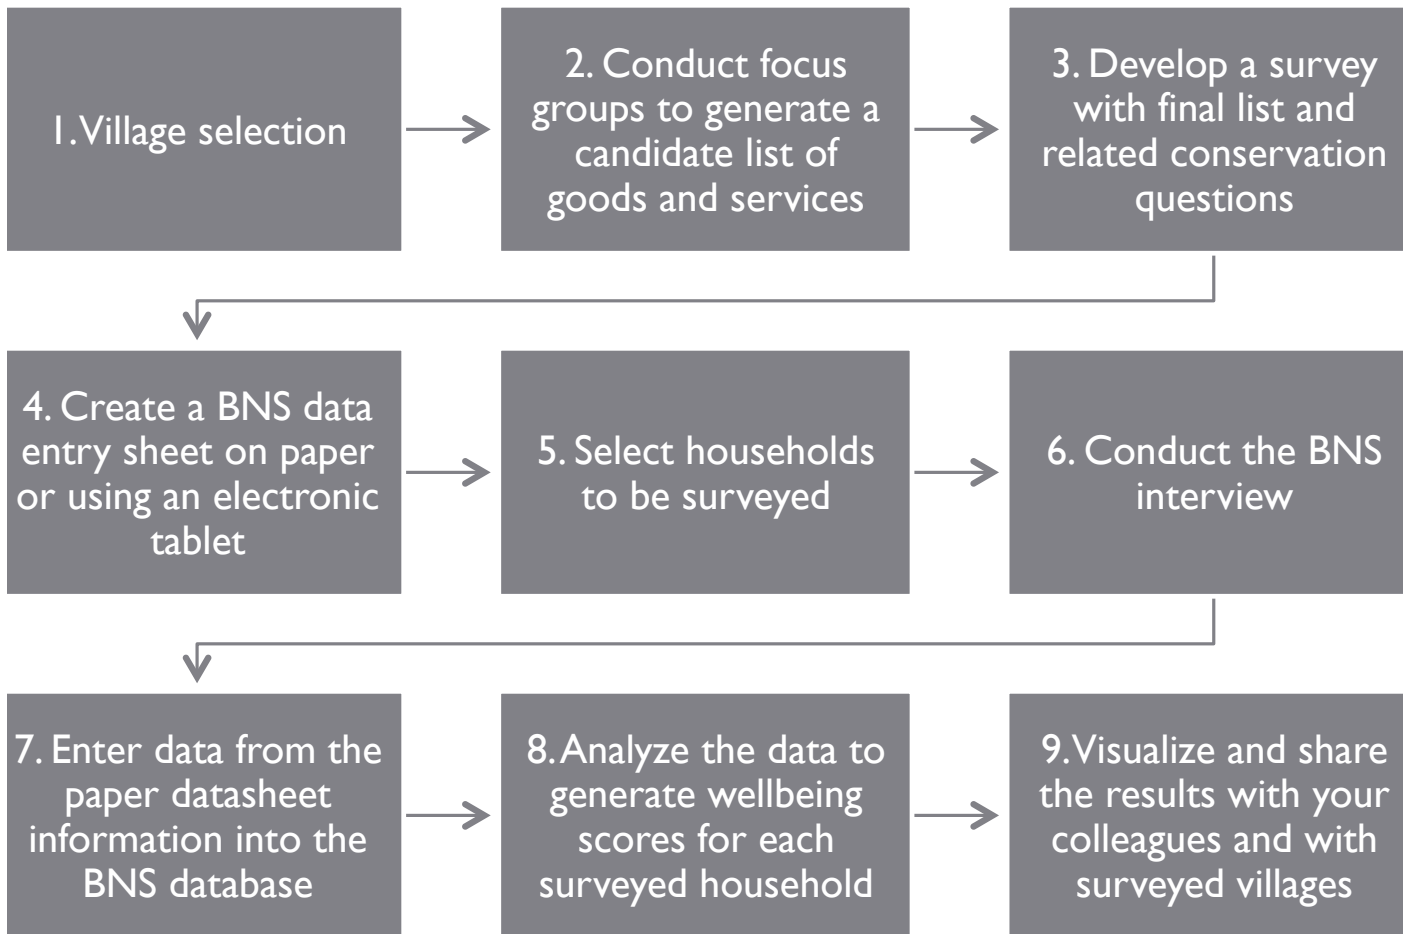 1. Village selection
2. Conduct focus
groups to generate a
candidate list of
goods and services
3. Develop a survey
with final list and
related conservation
questions
4. Create a BNS data
entry sheet on paper
or using an electronic
tablet
5. Select households
to be surveyed
6. Conduct the BNS
interview
7. Enter data from the
paper datasheet
information into the
BNS database
8. Analyze the data to
generate wellbeing
scores for each
surveyed household
9. Visualize and share
the results with your
colleagues and with
surveyed villages